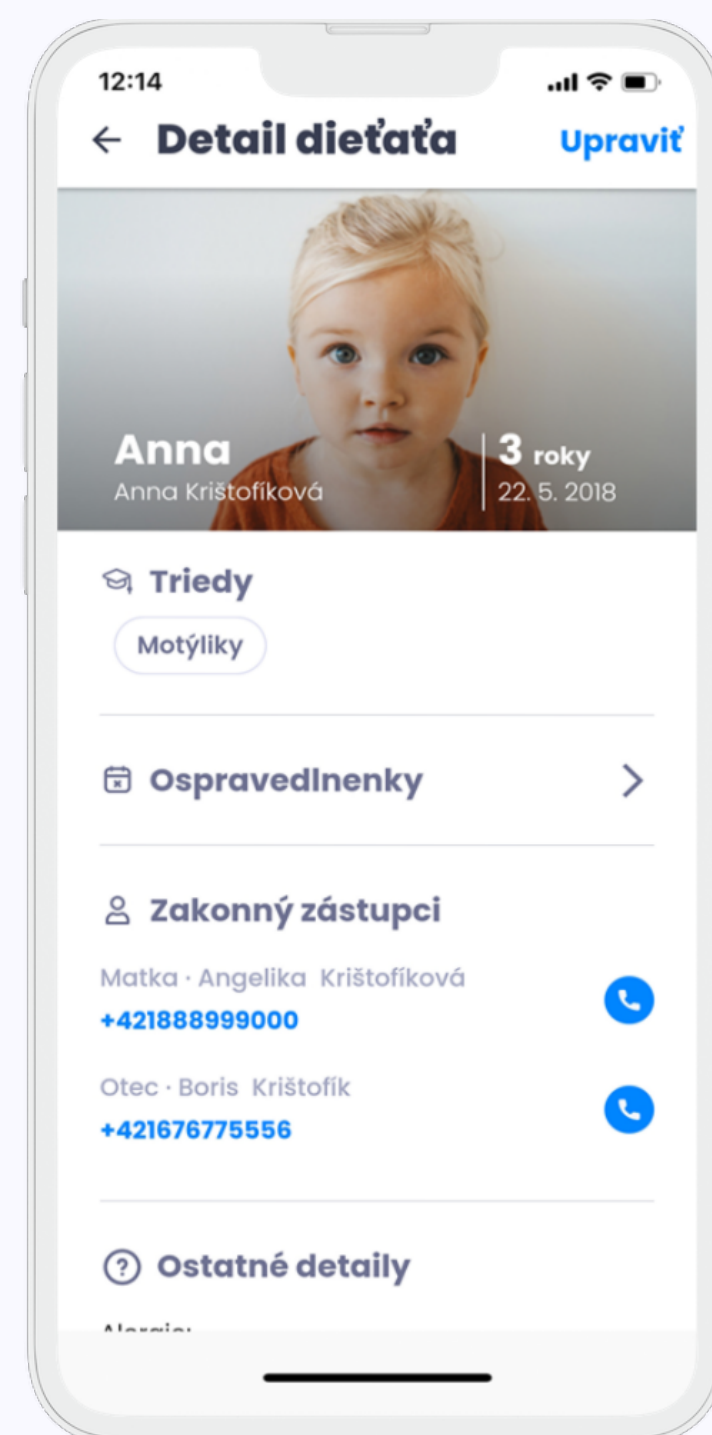 12:14
Detail dieťaťa
Upraviť
Anna
Anna Krištofíková
3 roky
22. 5. 2018
Triedy
Motýliky
Ospravedlnenky
Zakonný zástupci
Matka · Angelika Krištofíková
+421888999000
Otec · Boris Krištofík
+421676775556
Ostatné detaily